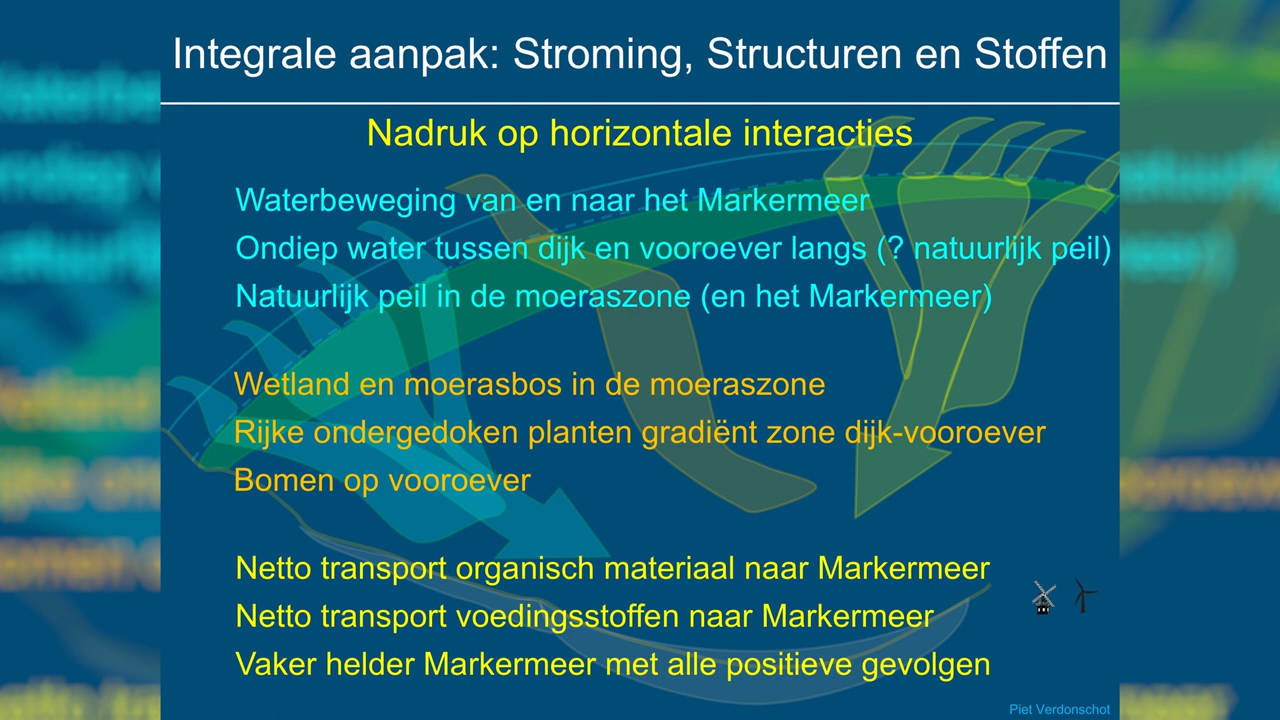 Integrale aanpak: Stroming, Structuren en Stoffen
Nadruk op horizontale interacties
Waterbeweging van en naar het Markermeer
Ondiep water tussen dijk en vooroever langs (? natuurlijk peil)
Natuurlijk peil in de moeraszone (en het Markermeer)
Wetland en moerasbos in de moeraszone
Rijke ondergedoken planten gradiënt zone dijk-vooroever
Bomen op vooroever
Netto transport organisch materiaal naar Markermeer
Netto transport voedingsstoffen naar Markermeer
Vaker helder Markermeer met alle positieve gevolgen
Piet Verdonschot